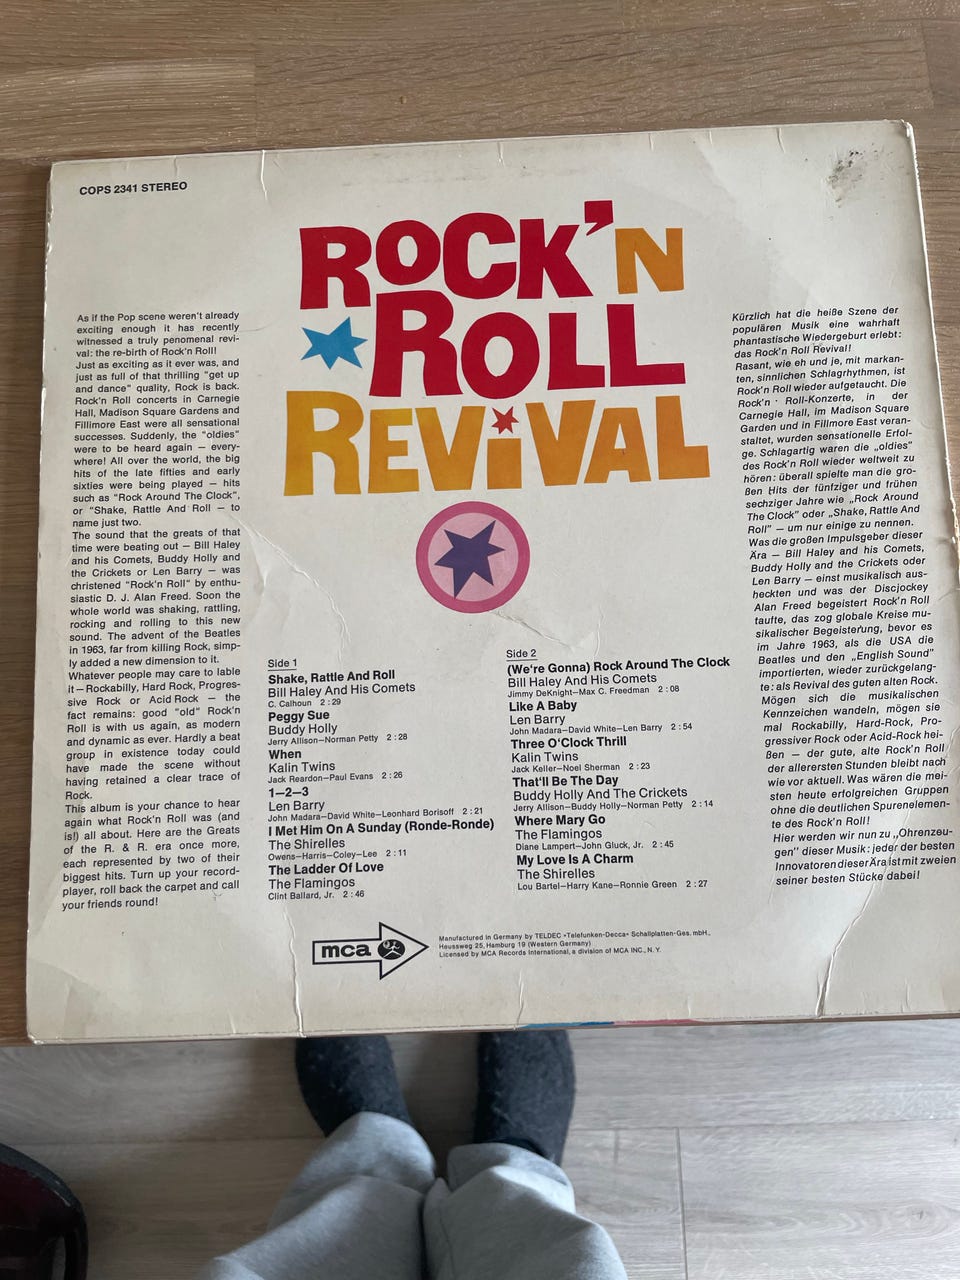 COPS 2341 STEREO
ROCK'N
ROLL
REVIVAL
As if the Pop scene weren't already
exciting enough it has recently
witnessed a truly penomenal revi-
val: the re-birth of Rock'n Roll!
Just as exciting as it ever was, and
just as full of that thrilling "get up
and dance" quality, Rock is back.
Rock'n Roll concerts in Carnegie
Hall, Madison Square Gardens and
Fillimore East were all sensational
successes. Suddenly, the "oldies"
were to be heard again — every-
where! All over the world, the big
hits of the late fifties and early
sixties were being played — hits
such as "Rock Around The Clock",
or "Shake, Rattle And Roll — to
name just two.
The sound that the greats of that
time were beating out — Bill Haley
and his Comets, Buddy Holly and
the Crickets or Len Barry — was
christened "Rock'n Roll" by enthu-
siastic D. J. Alan Freed. Soon the
whole world was shaking, rattling,
rocking and rolling to this new
sound. The advent of the Beatles
in 1963, far from killing Rock, simp-
ly added a new dimension to it.
Whatever people may care to lable
it — Rockabilly, Hard Rock, Progres-
sive Rock or Acid Rock — the
fact remains: good "old" Rock'n
Roll is with us again, as modern
and dynamic as ever. Hardly a beat
group in existence today could
have made the scene without
having retained a clear trace of
Rock.
This album is your chance to hear
again what Rock'n Roll was (and
is!) all about. Here are the Greats
of the R. & R. era once more,
each represented by two of their
biggest hits. Turn up your record-
player, roll back the carpet and call
your friends round!
Side 1
Shake, Rattle And Roll
Bill Haley And His Comets
C. Calhoun 2:29
Peggy Sue
Buddy Holly
Jerry Allison—Norman Petty 2:28
When
Kalin Twins
Jack Reardon—Paul Evans 2:26
1—2—3
Len Barry
John Madara—David White—Leonhard Borisoff 2:21
I Met Him On A Sunday (Ronde-Ronde)
The Shirelles
Owens—Harris—Coley—Lee 2:11
The Ladder Of Love
The Flamingos
Clint Ballard, Jr. 2:46
Side 2
(We're Gonna) Rock Around The Clock
Bill Haley And His Comets
Jimmy DeKnight—Max C. Freedman 2:08
Like A Baby
Len Barry
John Madara—David White—Len Barry 2:54
Three O'Clock Thrill
Kalin Twins
Jack Keller—Noel Sherman 2:23
That'll Be The Day
Buddy Holly And The Crickets
Jerry Allison—Buddy Holly—Norman Petty 2:14
Where Mary Go
The Flamingos
Diane Lampert—John Gluck, Jr. 2:45
My Love Is A Charm
The Shirelles
Lou Bartel—Harry Kane—Ronnie Green 2:27
Kürzlich hat die heiße Szene der
populären Musik eine wahrhaft
phantastische Wiedergeburt erlebt:
das Rock'n Roll Revival!
Rasant, wie eh und je, mit markan-
ten, sinnlichen Schlagrhythmen, ist
Rock'n Roll wieder aufgetaucht. Die
Rock'n Roll-Konzerte, in der
Carnegie Hall, im Madison Square
Garden und in Fillmore East veran-
staltet, wurden sensationelle Erfol-
ge. Schlagartig waren die „oldies"
des Rock'n Roll wieder weltweit zu
hören: überall spielte man die gro-
ßen Hits der fünfziger und frühen
sechziger Jahre wie „Rock Around
The Clock" oder „Shake, Rattle And
Roll" — um nur einige zu nennen.
Was die großen Impulsgeber dieser
Ära — Bill Haley and his Comets,
Buddy Holly and the Crickets oder
Len Barry — einst musikalisch aus-
heckten und was der Discjockey
Alan Freed begeistert Rock'n Roll
taufte, das zog globale Kreise mu-
sikalischer Begeisterung, bevor es
im Jahre 1963, als die USA die
Beatles und den „English Sound"
importierten, wieder zurückgelang-
te: als Revival des guten alten Rock.
Mögen sich die musikalischen
Kennzeichen wandeln, mögen sie
mal Rockabilly, Hard-Rock, Pro-
gressiver Rock oder Acid-Rock hei-
ßen — der gute, alte Rock'n Roll
der allerersten Stunden bleibt nach
wie vor aktuell. Was wären die mei-
sten heute erfolgreichen Gruppen
ohne die deutlichen Spurenelemen-
te des Rock'n Roll!
Hier werden wir nun zu „Ohrenzeu-
gen" dieser Musik: jeder der besten
Innovatoren dieser Ära ist mit zweien
seiner besten Stücke dabei!
mca
Manufactured in Germany by TELDEC »Telefunken-Decca« Schallplatten-Ges. mbH.,
Heussweg 25, Hamburg 19 (Western Germany)
Licensed by MCA Records International, a division of MCA INC., N. Y.